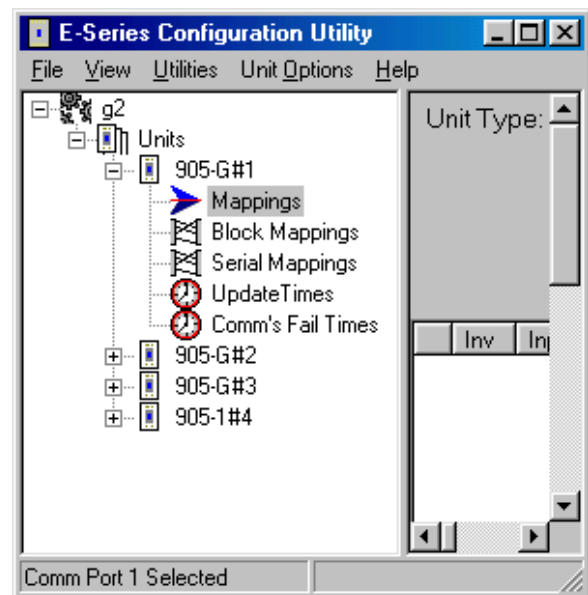 E-Series Configuration Utility
File View Utilities Unit Options Help
g2
Units
905-G#1
Mappings
Block Mappings
Serial Mappings
UpdateTimes
Comm's Fail Times
905-G#2
905-G#3
905-1#4
Unit Type:
Inv
Comm Port 1 Selected